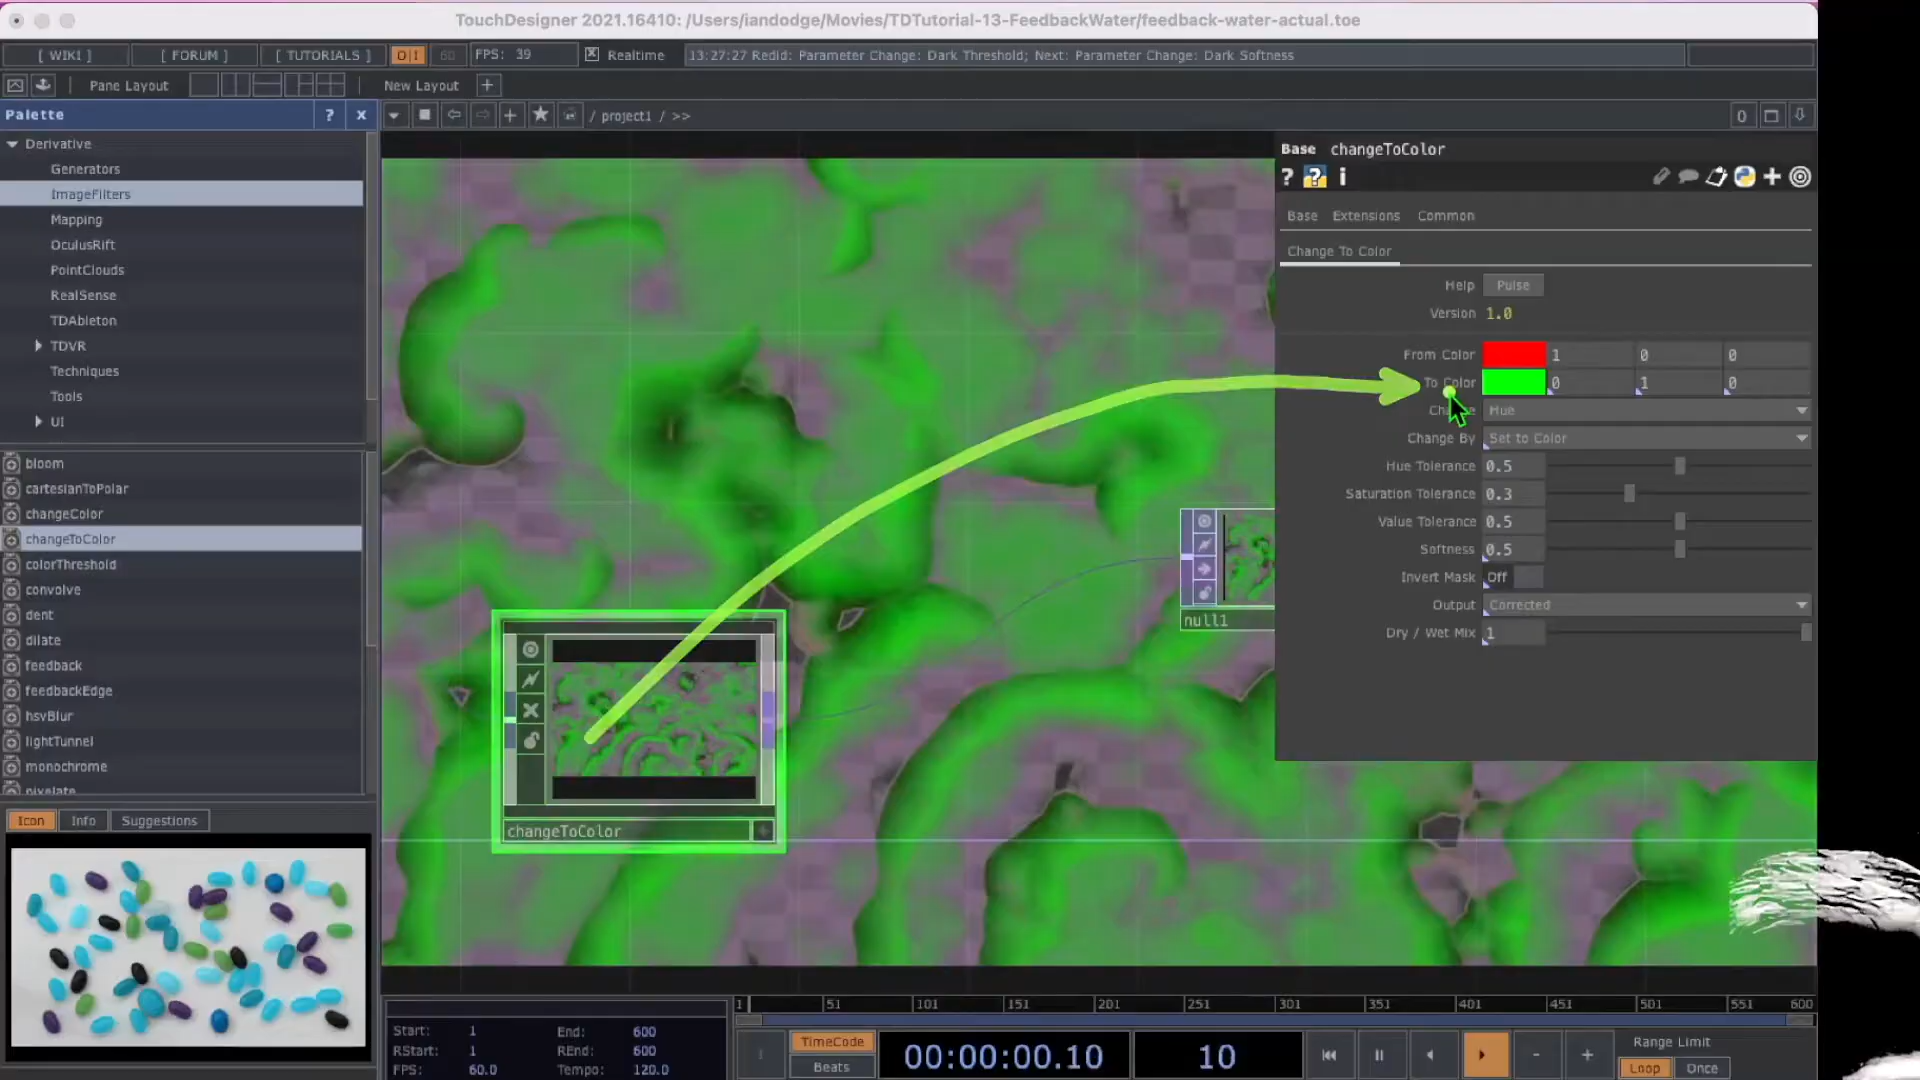 TouchDesigner 2021.16410: /Users/iandodge/Movies/TDTutorial-13-FeedbackWater/feedback-water-actual.toe
[ WIKI ] [ FORUM ] [ TUTORIALS ] O|I 60 FPS: 39 Realtime 13:27:27 Redid: Parameter Change: Dark Threshold; Next: Parameter Change: Dark Softness
Pane Layout New Layout +
Palette ? x / project1 / >> 0
Derivative
Generators
ImageFilters
Mapping
OculusRift
PointClouds
RealSense
TDAbleton
TDVR
Techniques
Tools
UI
bloom
cartesianToPolar
changeColor
changeToColor
colorThreshold
convolve
dent
dilate
feedback
feedbackEdge
hsvBlur
lightTunnel
monochrome
pixelate
Icon Info Suggestions
changeToColor +
null1
Base changeToColor
? ? i
Base Extensions Common
Change To Color
Help Pulse
Version 1.0
From Color 1 0 0
To Color 0 1 0
Hue
Change By Set to Color
Hue Tolerance 0.5
Saturation Tolerance 0.3
Value Tolerance 0.5
Softness 0.5
Invert Mask Off
Output Corrected
Dry / Wet Mix 1
1 51 101 151 201 251 301 351 401 451 501 551 600
Start: 1 End: 600
RStart: 1 REnd: 600
FPS: 60.0 Tempo: 120.0
TimeCode
Beats
00:00:00.10 10
- +
Range Limit
Loop Once